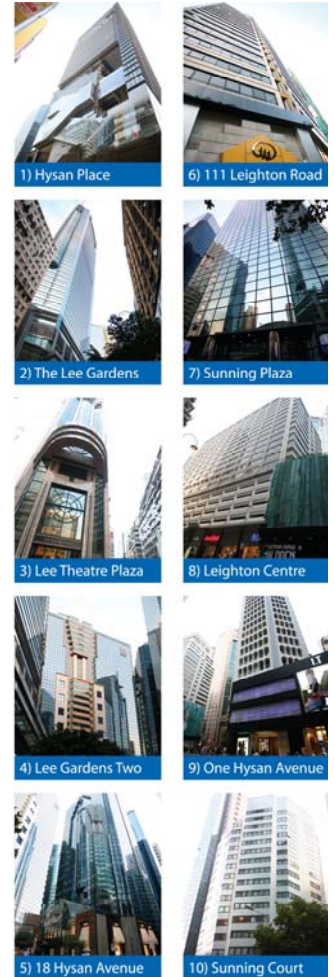 1) Hysan Place
6) 111 Leighton Road
2) The Lee Gardens
7) Sunning Plaza
3) Lee Theatre Plaza
8) Leighton Centre
4) Lee Gardens Two
LT
9) One Hysan Avenue
5) 18 Hysan Avenue
10) Sunning Court